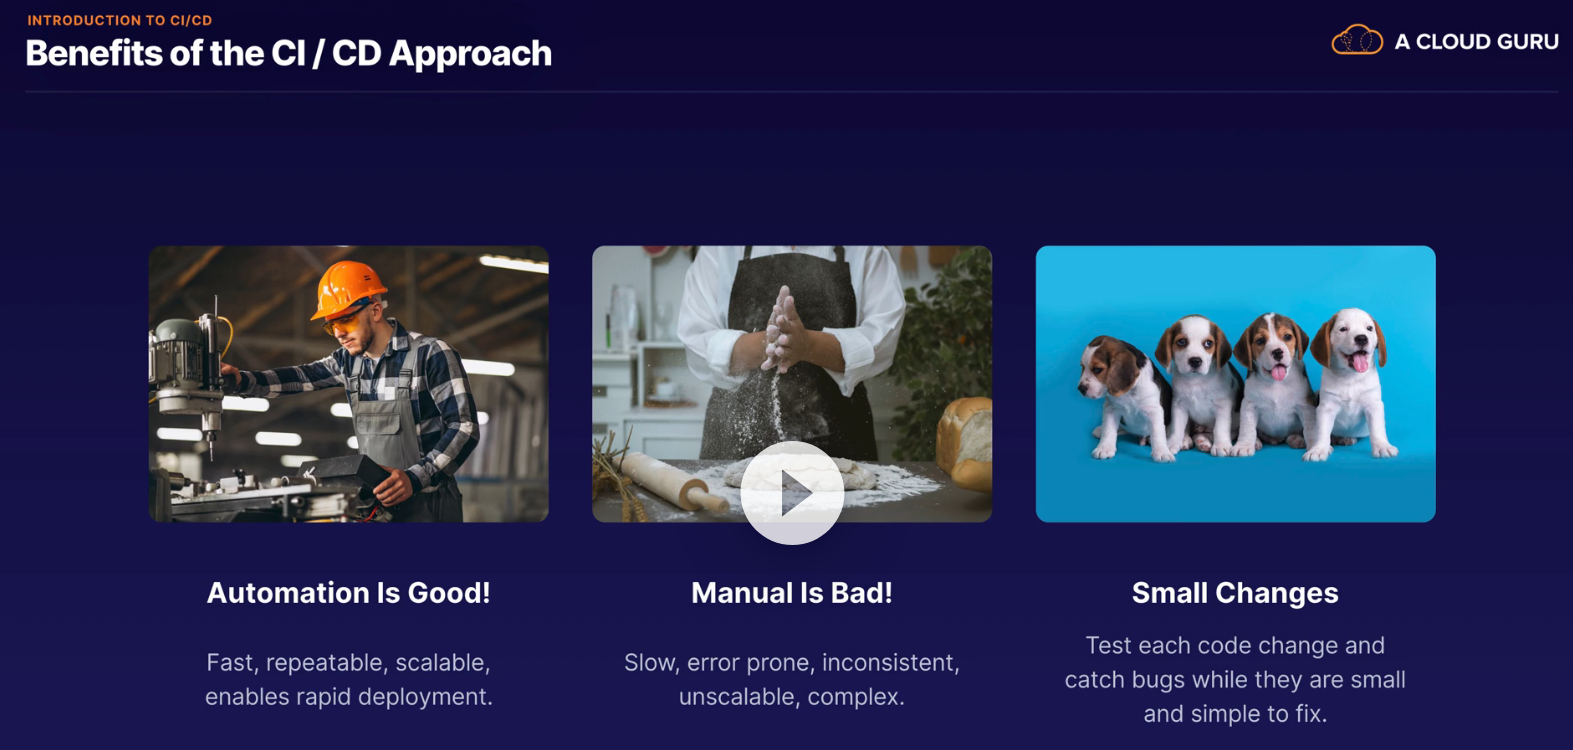 INTRODUCTION TO CI/CD
Benefits of the CI / CD Approach
A CLOUD GURU
Automation Is Good!
Fast, repeatable, scalable,
enables rapid deployment.
Manual Is Bad!
Slow, error prone, inconsistent,
unscalable, complex.
Small Changes
Test each code change and
catch bugs while they are small
and simple to fix.